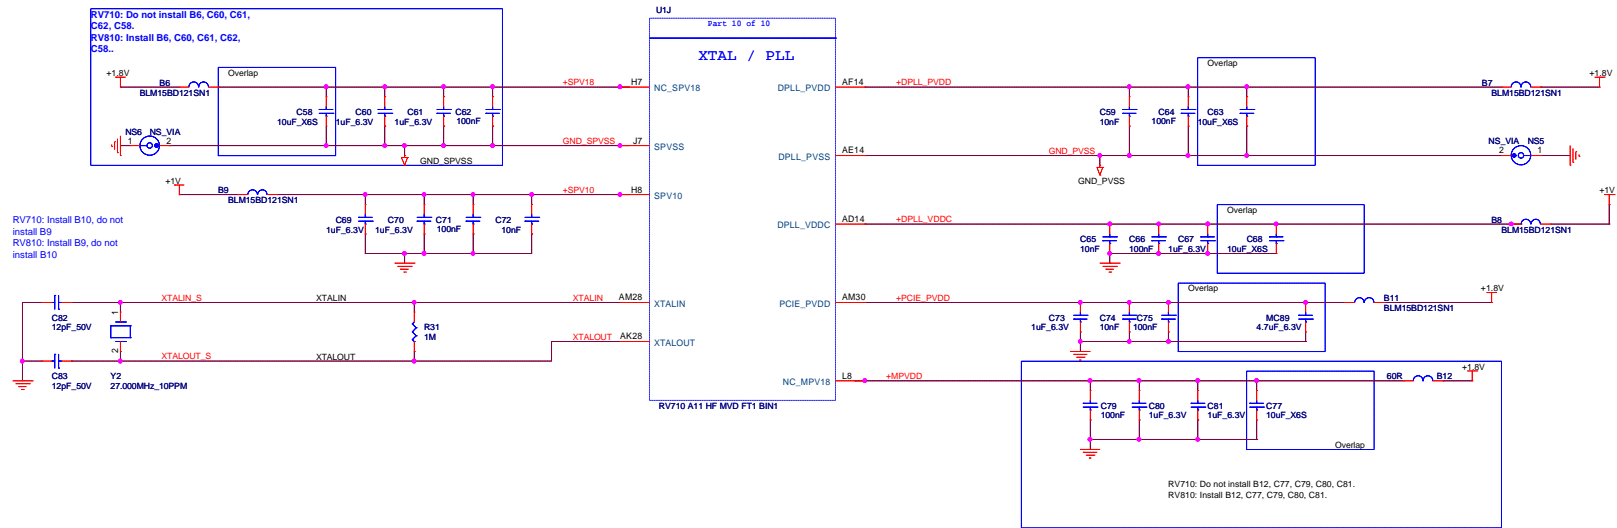 RV710: Do not install B6, C60, C61,
C62, C58.
RV810: Install B6, C60, C61, C62,
C58..
+1.8V
B6
BLM15BD121SN1
Overlap
C58
10uF_X6S
C60
1uF_6.3V
C61
1uF_6.3V
C62
100nF
+SPV18
H7
NS6 NS_VIA
1
2
GND_SPVSS
GND_SPVSS
J7
+1V
B9
BLM15BD121SN1
+SPV10
H8
RV710: Install B10, do not
install B9
RV810: Install B9, do not
install B10
C69
1uF_6.3V
C70
1uF_6.3V
C71
100nF
C72
10nF
C82
12pF_50V
XTALIN_S
XTALIN
XTALIN
AM28
1
2
R31
1M
XTALOUT_S
XTALOUT
XTALOUT
AK28
C83
12pF_50V
Y2
27.000MHz_10PPM
U1J
Part 10 of 10
XTAL / PLL
NC_SPV18
SPVSS
SPV10
XTALIN
XTALOUT
DPLL_PVDD
DPLL_PVSS
DPLL_VDDC
PCIE_PVDD
NC_MPV18
RV710 A11 HF MVD FT1 BIN1
AF14
+DPLL_PVDD
C59
10nF
C64
100nF
Overlap
C63
10uF_X6S
B7
BLM15BD121SN1
+1.8V
AE14
GND_PVSS
GND_PVSS
NS_VIA NS5
2
1
AD14
+DPLL_VDDC
C65
10nF
C66
100nF
C67
1uF_6.3V
Overlap
C68
10uF_X6S
B8
BLM15BD121SN1
+1V
AM30
+PCIE_PVDD
C73
1uF_6.3V
C74
10nF
C75
100nF
Overlap
MC89
4.7uF_6.3V
B11
BLM15BD121SN1
+1.8V
L8
+MPVDD
C79
100nF
C80
1uF_6.3V
C81
1uF_6.3V
C77
10uF_X6S
Overlap
60R
B12
+1.8V
RV710: Do not install B12, C77, C79, C80, C81.
RV810: Install B12, C77, C79, C80, C81.